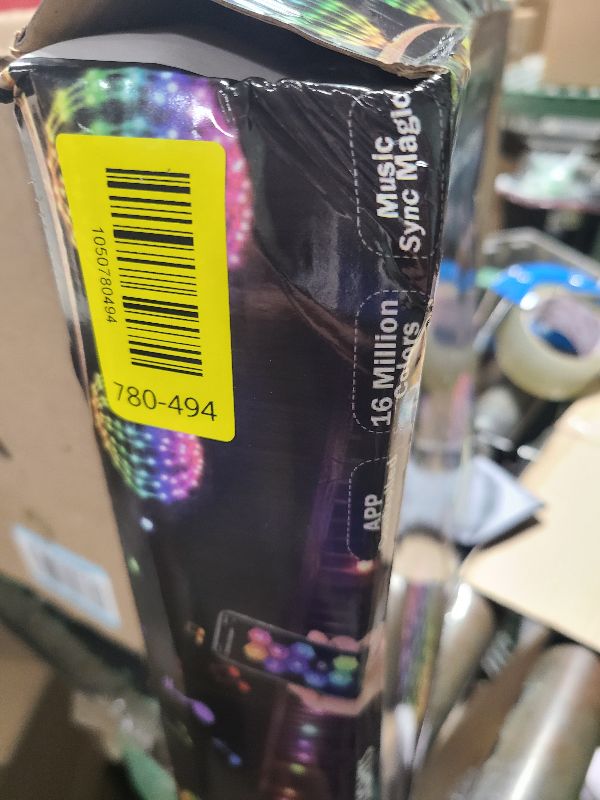 Music
Sync Magic
16 Million
Colors
APP
1050780494
780-494